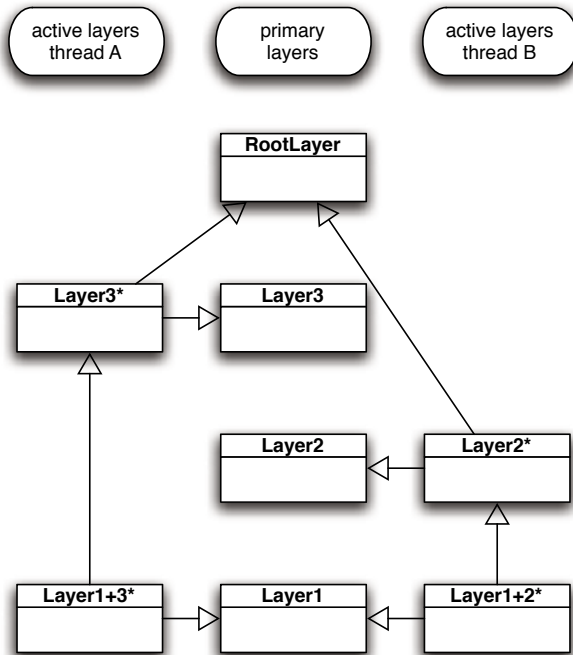 active layers
thread A
primary
layers
active layers
thread B
RootLayer
Layer3*
Layer3
Layer2
Layer2*
Layer1+3*
Layer1
Layer1+2*